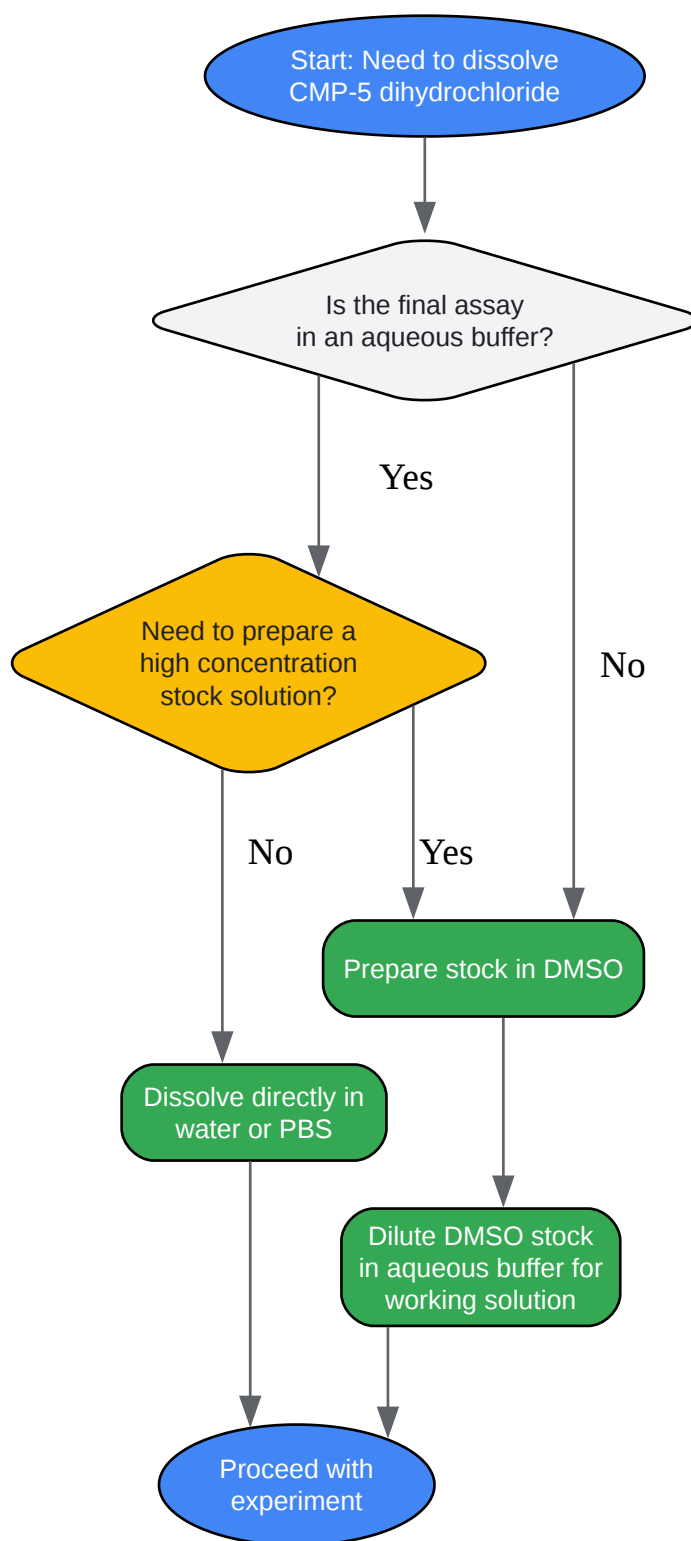 Start: Need to dissolve
CMP-5 dihydrochloride
Is the final assay
in an aqueous buffer?
Yes
Need to prepare a
high concentration
stock solution?
No
No
Yes
Prepare stock in DMSO
Dissolve directly in
water or PBS
Dilute DMSO stock
in aqueous buffer for
working solution
Proceed with
experiment